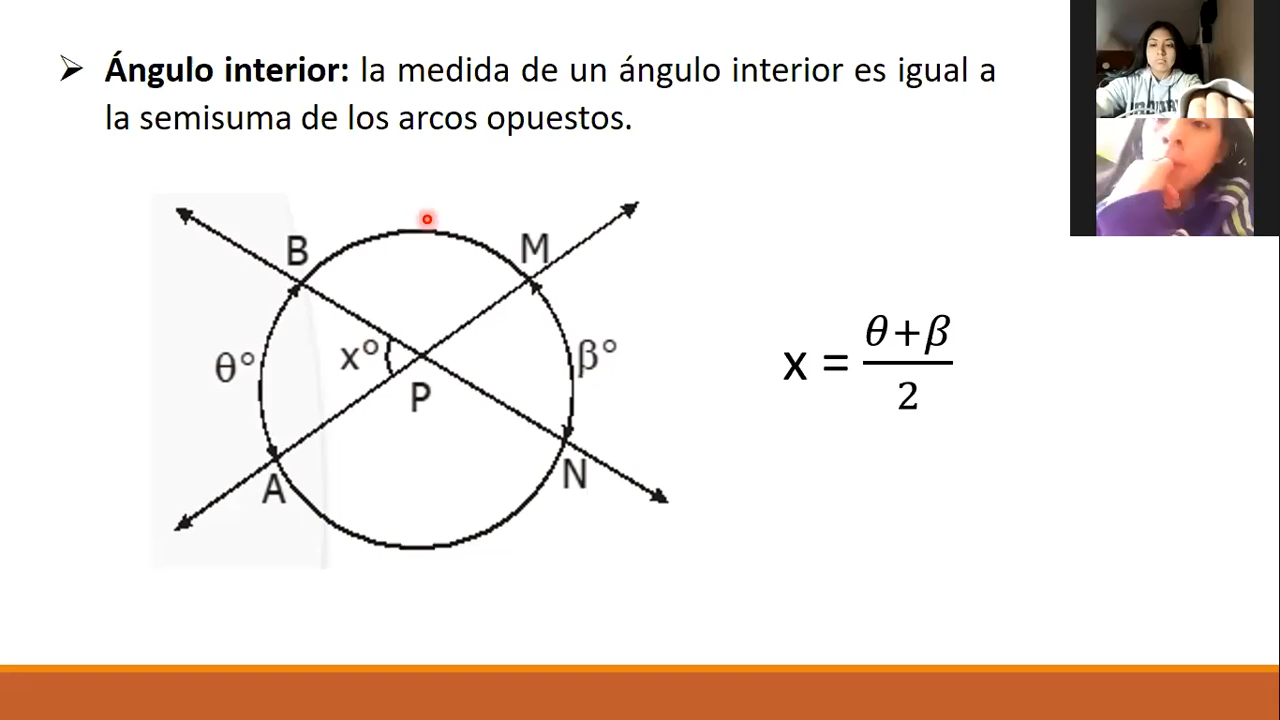 Ángulo interior: la medida de un ángulo interior es igual a
la semisuma de los arcos opuestos.
B
M
θ°
x°
β°
P
A
N
x = θ+β
2